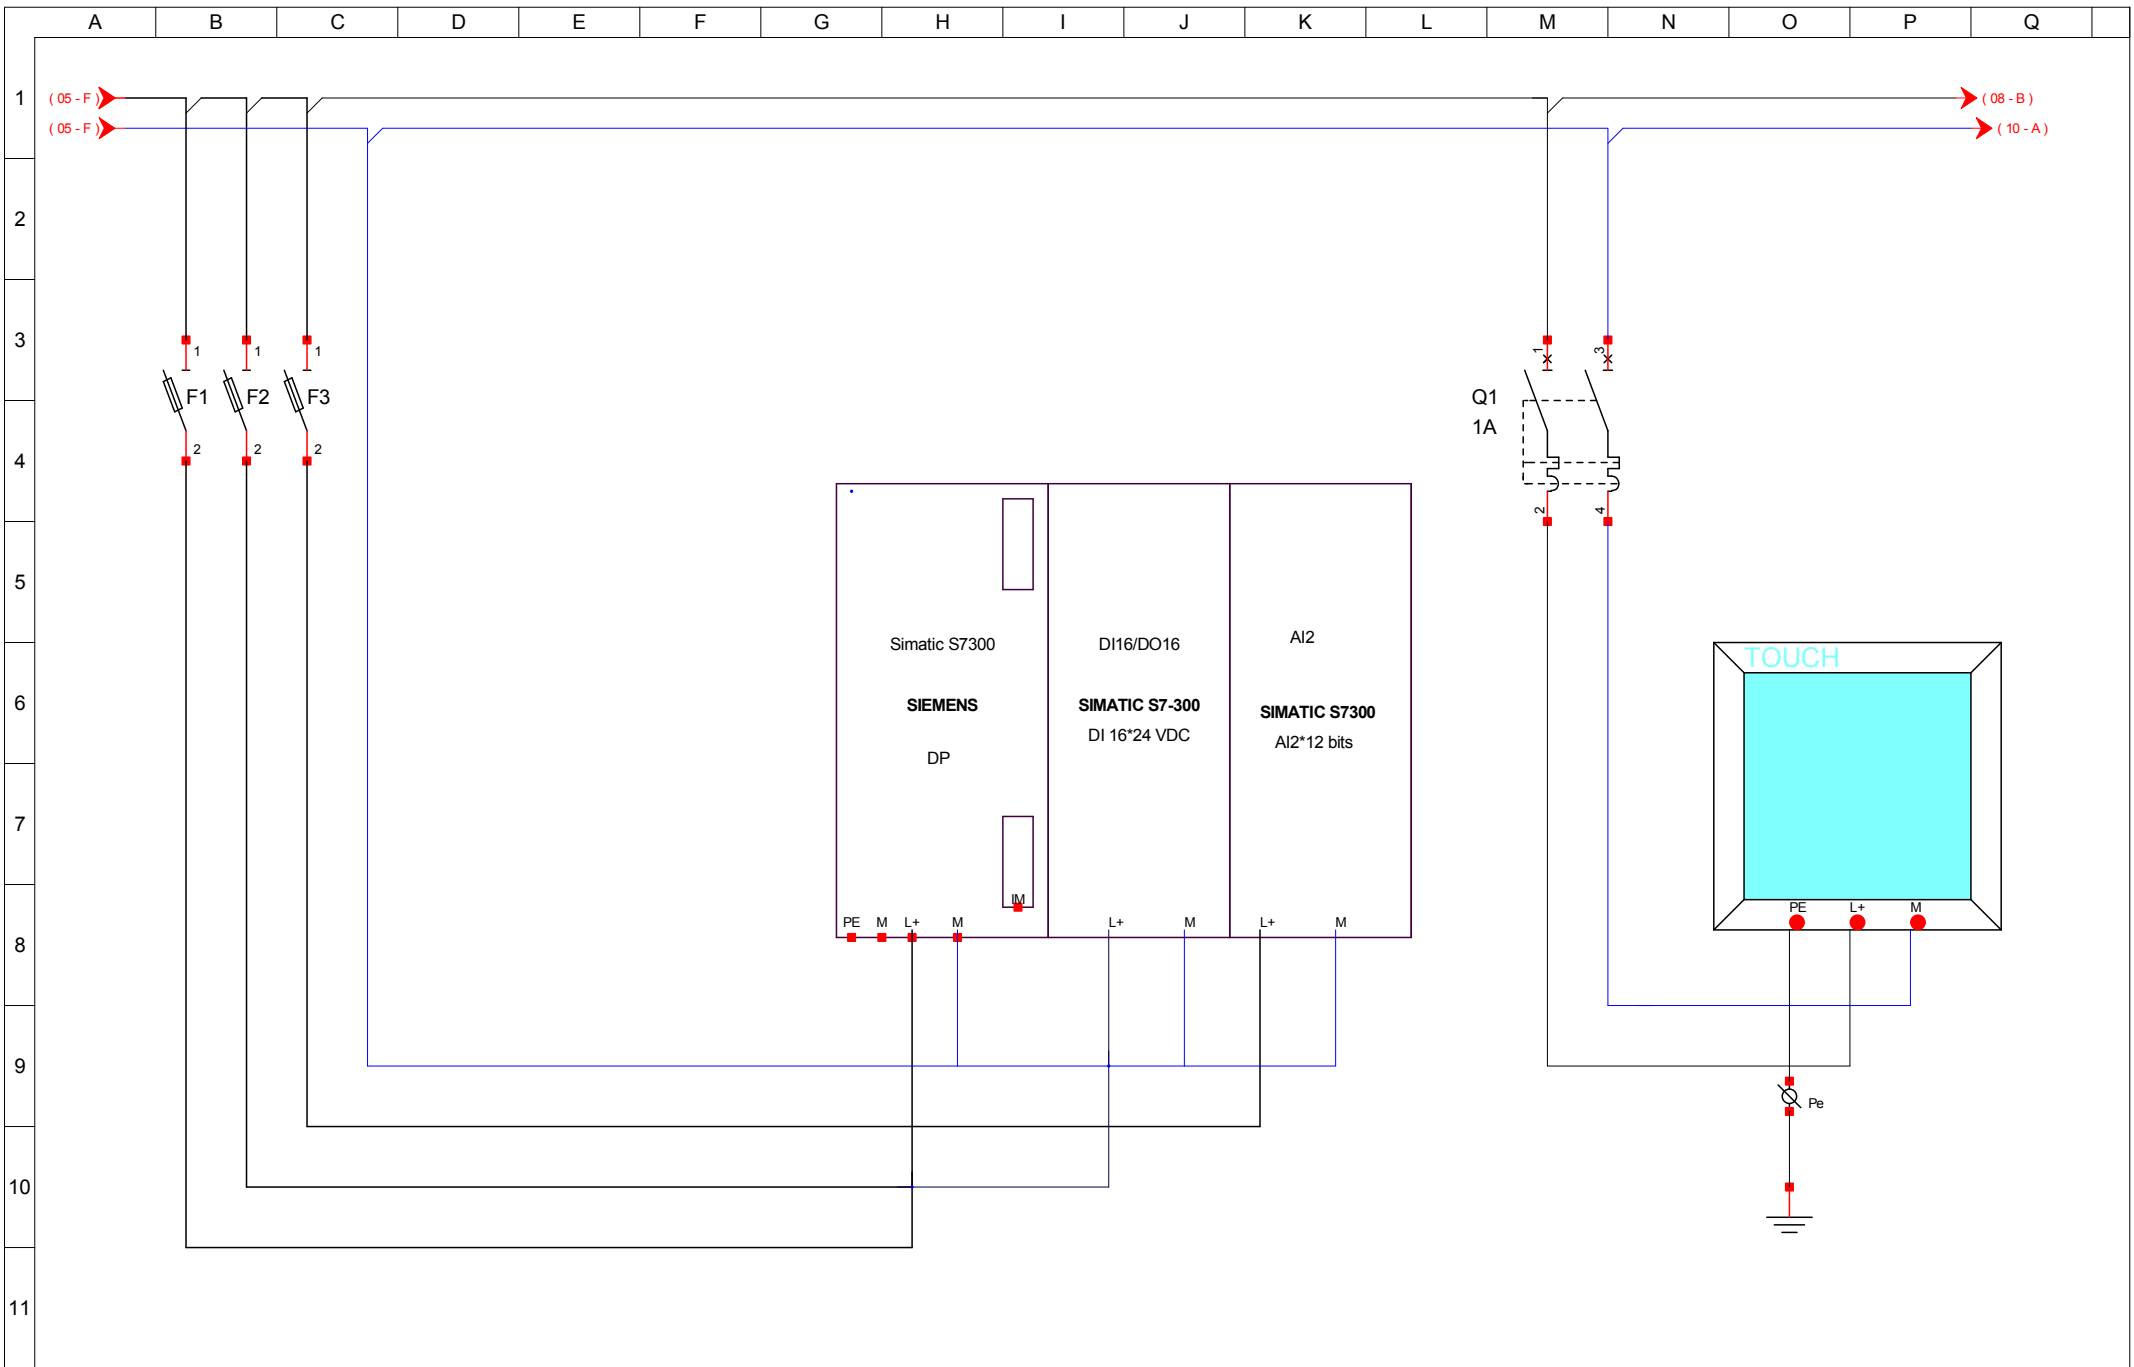 A B C D E F G H I J K L M N O P Q
1
( 05 - F )
( 08 - B )
( 05 - F )
( 10 - A )
2
3
1 1 1 1 3
F1 F2 F3 Q1
1A
2 2 2
4
2 4
5
Simatic S7300 DI16/DO16 AI2
TOUCH
6
SIEMENS SIMATIC S7-300 SIMATIC S7300
DI 16*24 VDC AI2*12 bits
DP
7
IM
PE L+ M
PE M L+ M L+ M L+ M
8
9
Pe
10
11